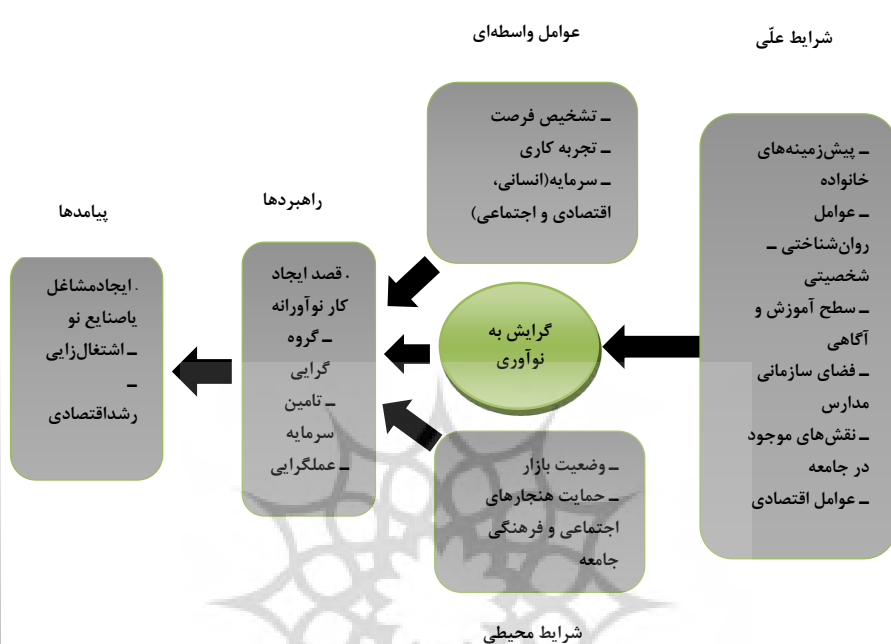 شرایط علّی
ـ پیش‌زمینه‌های
خانواده
ـ عوامل
روان‌شناختی ـ
شخصیتی
ـ سطح آموزش و
آگاهی
ـ فضای سازمانی
مدارس
ـ نقش‌های موجود
در جامعه
ـ عوامل اقتصادی
عوامل واسطه‌ای
ـ تشخیص فرصت
ـ تجربه کاری
ـ سرمایه(انسانی،
اقتصادی و اجتماعی)
گرایش به
نوآوری
ـ وضعیت بازار
ـ حمایت هنجارهای
اجتماعی و فرهنگی
جامعه
شرایط محیطی
راهبردها
. قصد ایجاد
کار نوآورانه
ـ گروه
گرایی
ـ تامین
سرمایه
ـ عملگرایی
پیامدها
. ایجادمشاغل
یاصنایع نو
ـ اشتغال‌زایی
ـ
رشداقتصادی